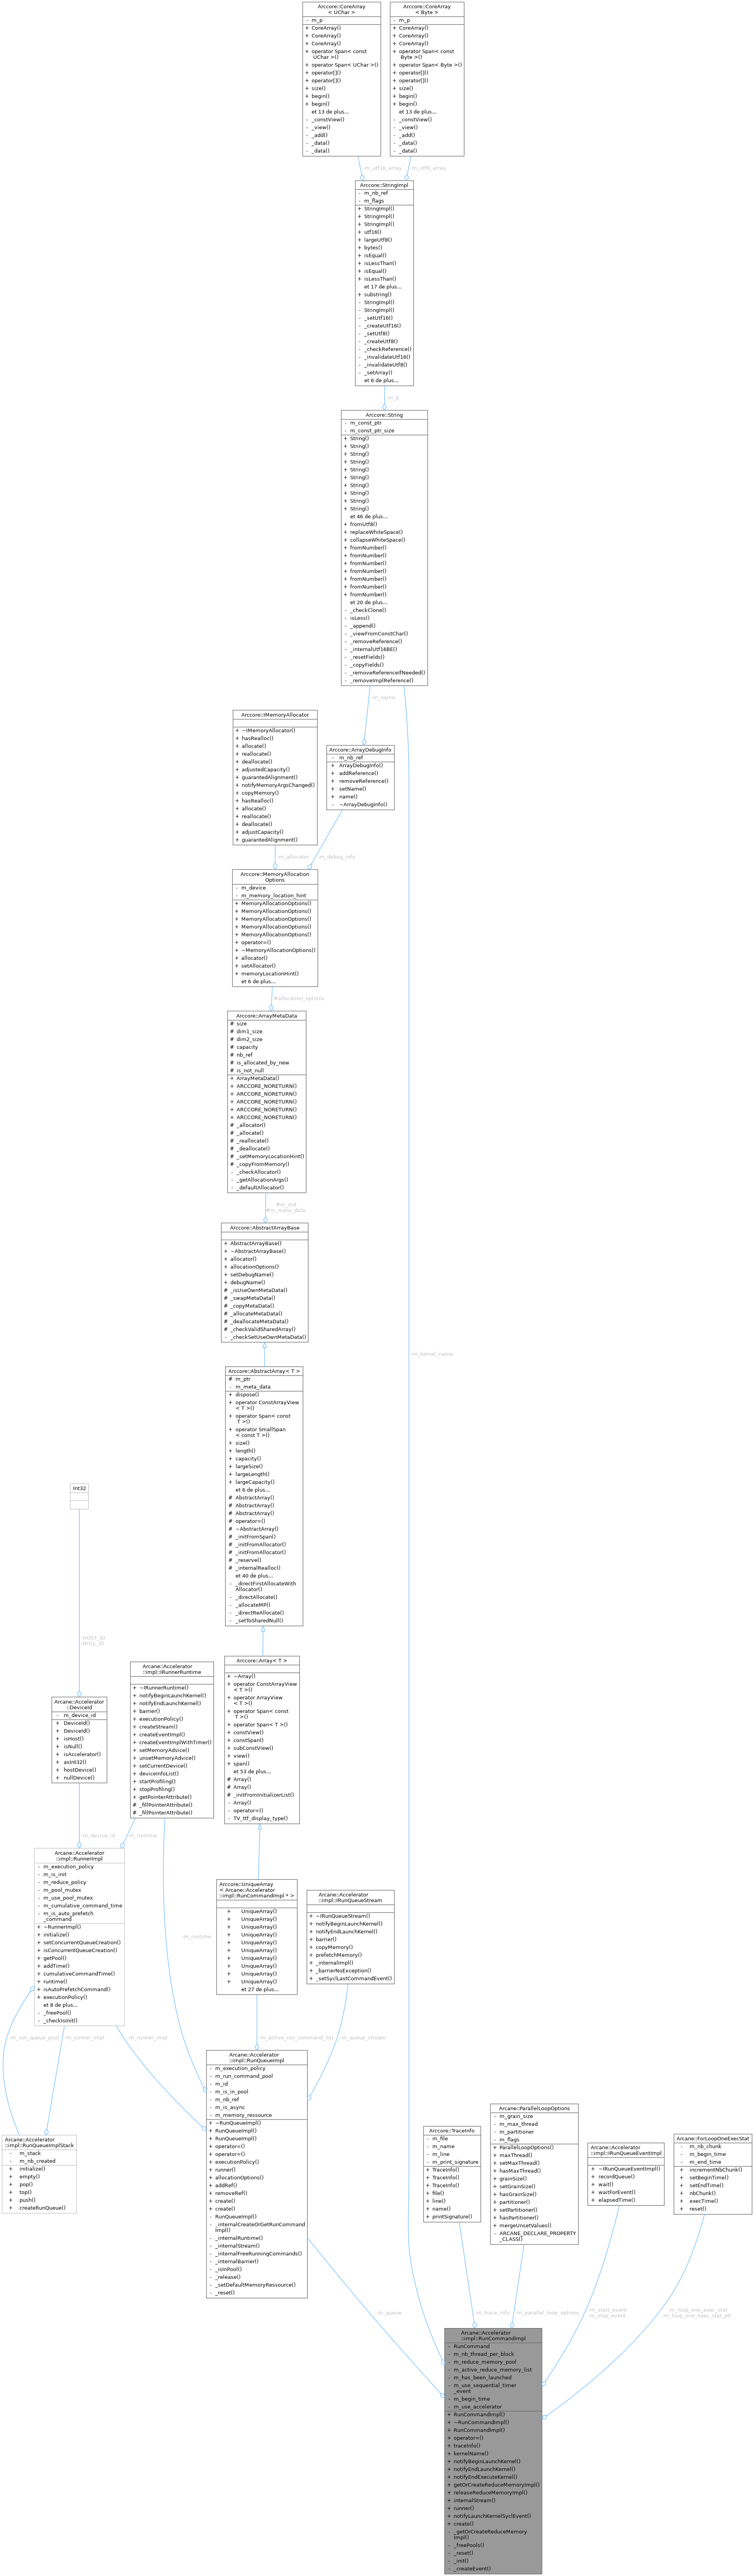 Arccore::CoreArray
< UChar >
- m_p
+ CoreArray()
+ CoreArray()
+ CoreArray()
+ operator Span< const
UChar >()
+ operator Span< UChar >()
+ operator[]()
+ operator[]()
+ size()
+ begin()
+ begin()
et 13 de plus...
- _constView()
- _view()
- _add()
- _data()
- _data()
Arccore::CoreArray
< Byte >
- m_p
+ CoreArray()
+ CoreArray()
+ CoreArray()
+ operator Span< const
Byte >()
+ operator Span< Byte >()
+ operator[]()
+ operator[]()
+ size()
+ begin()
+ begin()
et 13 de plus...
- _constView()
- _view()
- _add()
- _data()
- _data()
-m_utf16_array
-m_utf8_array
Arccore::StringImpl
- m_nb_ref
- m_flags
+ StringImpl()
+ StringImpl()
+ StringImpl()
+ utf16()
+ largeUtf8()
+ bytes()
+ isEqual()
+ isLessThan()
+ isEqual()
+ isLessThan()
et 17 de plus...
+ substring()
- StringImpl()
- StringImpl()
- _setUtf16()
- _createUtf16()
- _setUtf8()
- _createUtf8()
- _checkReference()
- _invalidateUtf16()
- _invalidateUtf8()
- _setArray()
et 6 de plus...
-m_p
Arccore::String
- m_const_ptr
- m_const_ptr_size
+ String()
+ String()
+ String()
+ String()
+ String()
+ String()
+ String()
+ String()
+ String()
+ String()
et 46 de plus...
+ fromUtf8()
+ replaceWhiteSpace()
+ collapseWhiteSpace()
+ fromNumber()
+ fromNumber()
+ fromNumber()
+ fromNumber()
+ fromNumber()
+ fromNumber()
+ fromNumber()
et 20 de plus...
- _checkClone()
- isLess()
- _append()
- _viewFromConstChar()
- _removeReference()
- _internalUtf16BE()
- _resetFields()
- _copyFields()
- _removeReferenceIfNeeded()
- _removeImplReference()
-m_name
Arccore::IMemoryAllocator
+ ~IMemoryAllocator()
+ hasRealloc()
+ allocate()
+ reallocate()
+ deallocate()
+ adjustedCapacity()
+ guarantedAlignment()
+ notifyMemoryArgsChanged()
+ copyMemory()
+ hasRealloc()
+ allocate()
+ reallocate()
+ deallocate()
+ adjustCapacity()
+ guarantedAlignment()
Arccore::ArrayDebugInfo
- m_nb_ref
+ ArrayDebugInfo()
+ addReference()
+ removeReference()
+ setName()
+ name()
- ~ArrayDebugInfo()
-m_allocator
-m_debug_info
Arccore::MemoryAllocation
Options
- m_device
- m_memory_location_hint
+ MemoryAllocationOptions()
+ MemoryAllocationOptions()
+ MemoryAllocationOptions()
+ MemoryAllocationOptions()
+ MemoryAllocationOptions()
+ operator=()
+ ~MemoryAllocationOptions()
+ allocator()
+ setAllocator()
+ memoryLocationHint()
et 6 de plus...
#allocation_options
Arccore::ArrayMetaData
# size
# dim1_size
# dim2_size
# capacity
# nb_ref
# is_allocated_by_new
# is_not_null
+ ArrayMetaData()
+ ARCCORE_NORETURN()
+ ARCCORE_NORETURN()
+ ARCCORE_NORETURN()
+ ARCCORE_NORETURN()
+ ARCCORE_NORETURN()
# _allocator()
# _allocate()
# _reallocate()
# _deallocate()
# _setMemoryLocationHint()
# _copyFromMemory()
- _checkAllocator()
- _getAllocationArgs()
- _defaultAllocator()
#m_md
#m_meta_data
Arccore::AbstractArrayBase
+ AbstractArrayBase()
+ ~AbstractArrayBase()
+ allocator()
+ allocationOptions()
+ setDebugName()
+ debugName()
# _isUseOwnMetaData()
# _swapMetaData()
# _copyMetaData()
# _allocateMetaData()
# _deallocateMetaData()
# _checkValidSharedArray()
- _checkSetUseOwnMetaData()
-m_kernel_name
Arccore::AbstractArray< T >
# m_ptr
- m_meta_data
+ dispose()
+ operator ConstArrayView
< T >()
+ operator Span< const
T >()
+ operator SmallSpan
< const T >()
+ size()
+ length()
+ capacity()
+ largeSize()
+ largeLength()
+ largeCapacity()
et 6 de plus...
# AbstractArray()
# AbstractArray()
# AbstractArray()
# operator=()
# ~AbstractArray()
# _initFromSpan()
# _initFromAllocator()
# _initFromAllocator()
# _reserve()
# _internalRealloc()
et 40 de plus...
- _directFirstAllocateWith
Allocator()
- _directAllocate()
- _allocateMP()
- _directReAllocate()
- _setToSharedNull()
Int32
-HOST_ID
-NULL_ID
Arccore::Array< T >
+ ~Array()
+ operator ConstArrayView
< T >()
+ operator ArrayView
< T >()
+ operator Span< const
T >()
+ operator Span< T >()
+ constView()
+ constSpan()
+ subConstView()
+ view()
+ span()
et 53 de plus...
# Array()
# Array()
# _initFromInitializerList()
- Array()
- operator=()
- TV_ttf_display_type()
Arcane::Accelerator
::impl::IRunnerRuntime
+ ~IRunnerRuntime()
+ notifyBeginLaunchKernel()
+ notifyEndLaunchKernel()
+ barrier()
+ executionPolicy()
+ createStream()
+ createEventImpl()
+ createEventImplWithTimer()
+ setMemoryAdvice()
+ unsetMemoryAdvice()
+ setCurrentDevice()
+ deviceInfoList()
+ startProfiling()
+ stopProfiling()
+ getPointerAttribute()
# _fillPointerAttribute()
# _fillPointerAttribute()
Arcane::Accelerator
::DeviceId
- m_device_id
+ DeviceId()
+ DeviceId()
+ isHost()
+ isNull()
+ isAccelerator()
+ asInt32()
+ hostDevice()
+ nullDevice()
-m_device_id
-m_runtime
Arcane::Accelerator
::impl::RunnerImpl
- m_execution_policy
- m_is_init
- m_reduce_policy
- m_pool_mutex
- m_use_pool_mutex
- m_cumulative_command_time
- m_is_auto_prefetch
_command
+ ~RunnerImpl()
+ initialize()
+ setConcurrentQueueCreation()
+ isConcurrentQueueCreation()
+ getPool()
+ addTime()
+ cumulativeCommandTime()
+ runtime()
+ isAutoPrefetchCommand()
+ executionPolicy()
et 8 de plus...
- _freePool()
- _checkIsInit()
Arccore::UniqueArray
< Arcane::Accelerator
::impl::RunCommandImpl * >
+ UniqueArray()
+ UniqueArray()
+ UniqueArray()
+ UniqueArray()
+ UniqueArray()
+ UniqueArray()
+ UniqueArray()
+ UniqueArray()
+ UniqueArray()
+ UniqueArray()
et 27 de plus...
Arcane::Accelerator
::impl::IRunQueueStream
+ ~IRunQueueStream()
+ notifyBeginLaunchKernel()
+ notifyEndLaunchKernel()
+ barrier()
+ copyMemory()
+ prefetchMemory()
+ _internalImpl()
+ _barrierNoException()
+ _setSyclLastCommandEvent()
-m_runtime
-m_run_queue_pool
-m_runner_impl
-m_runner_impl
-m_active_run_command_list
-m_queue_stream
Arcane::Accelerator
::impl::RunQueueImplStack
- m_stack
- m_nb_created
+ initialize()
+ empty()
+ pop()
+ top()
+ push()
+ createRunQueue()
Arcane::Accelerator
::impl::RunQueueImpl
- m_execution_policy
- m_run_command_pool
- m_id
- m_is_in_pool
- m_nb_ref
- m_is_async
- m_memory_ressource
+ ~RunQueueImpl()
+ RunQueueImpl()
+ RunQueueImpl()
+ operator=()
+ operator=()
+ executionPolicy()
+ runner()
+ allocationOptions()
+ addRef()
+ removeRef()
+ create()
+ create()
- RunQueueImpl()
- _internalCreateOrGetRunCommand
Impl()
- _internalRuntime()
- _internalStream()
- _internalFreeRunningCommands()
- _internalBarrier()
- _isInPool()
- _release()
- _setDefaultMemoryRessource()
- _reset()
Arccore::TraceInfo
- m_file
- m_name
- m_line
- m_print_signature
+ TraceInfo()
+ TraceInfo()
+ TraceInfo()
+ file()
+ line()
+ name()
+ printSignature()
Arcane::ParallelLoopOptions
- m_grain_size
- m_max_thread
- m_partitioner
- m_flags
+ ParallelLoopOptions()
+ maxThread()
+ setMaxThread()
+ hasMaxThread()
+ grainSize()
+ setGrainSize()
+ hasGrainSize()
+ partitioner()
+ setPartitioner()
+ hasPartitioner()
+ mergeUnsetValues()
- ARCANE_DECLARE_PROPERTY
_CLASS()
Arcane::Accelerator
::impl::IRunQueueEventImpl
+ ~IRunQueueEventImpl()
+ recordQueue()
+ wait()
+ waitForEvent()
+ elapsedTime()
Arcane::ForLoopOneExecStat
- m_nb_chunk
- m_begin_time
- m_end_time
+ incrementNbChunk()
+ setBeginTime()
+ setEndTime()
+ nbChunk()
+ execTime()
+ reset()
-m_queue
-m_trace_info
-m_parallel_loop_options
-m_start_event
-m_stop_event
-m_loop_one_exec_stat
-m_loop_one_exec_stat_ptr
Arcane::Accelerator
::impl::RunCommandImpl
- RunCommand
- m_nb_thread_per_block
- m_reduce_memory_pool
- m_active_reduce_memory_list
- m_has_been_launched
- m_use_sequential_timer
_event
- m_begin_time
- m_use_accelerator
+ RunCommandImpl()
+ ~RunCommandImpl()
+ RunCommandImpl()
+ operator=()
+ traceInfo()
+ kernelName()
+ notifyBeginLaunchKernel()
+ notifyEndLaunchKernel()
+ notifyEndExecuteKernel()
+ getOrCreateReduceMemoryImpl()
+ releaseReduceMemoryImpl()
+ internalStream()
+ runner()
+ notifyLaunchKernelSyclEvent()
+ create()
- _getOrCreateReduceMemory
Impl()
- _freePools()
- _reset()
- _init()
- _createEvent()